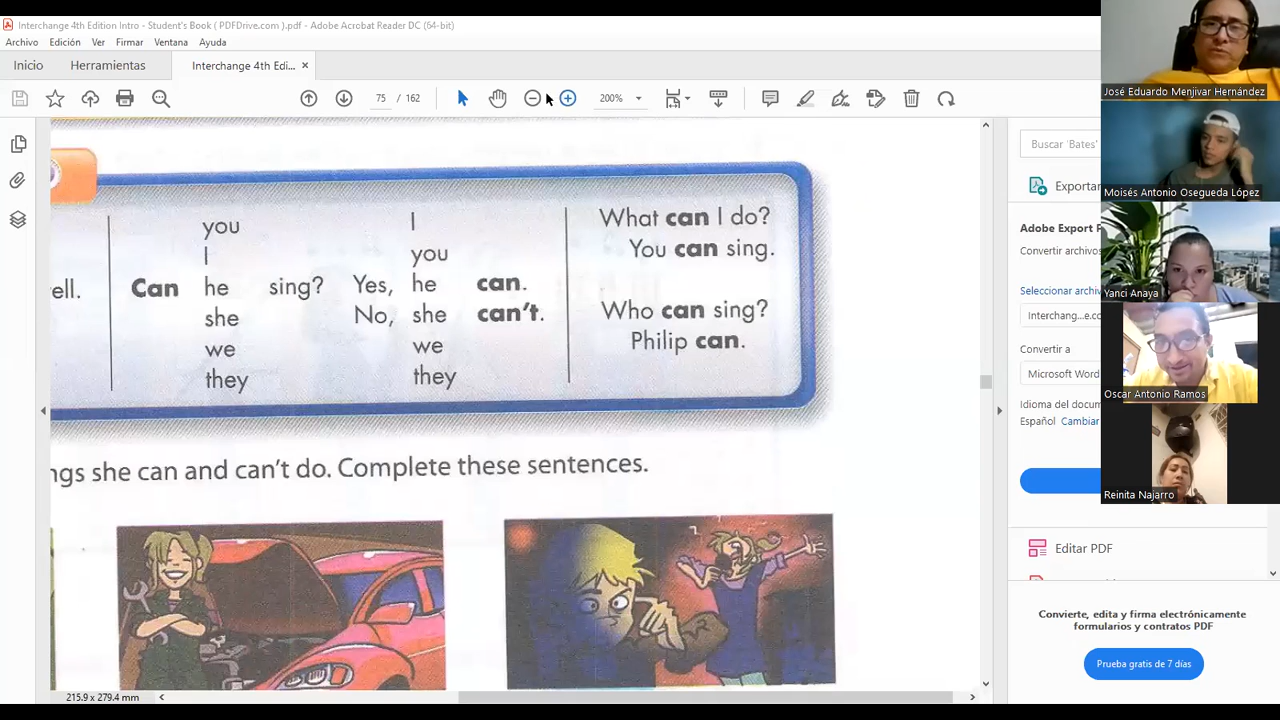 Interchange 4th Edition Intro - Student's Book ( PDFDrive.com ).pdf - Adobe Acrobat Reader DC (64-bit)
Archivo Edición Ver Firmar Ventana Ayuda
Inicio Herramientas Interchange 4th Edi... ×
75 / 162 200%
you I What can I do?
I you You can sing.
ell. Can he sing? Yes, he can.
she No, she can't. Who can sing?
we we Philip can.
they they
ngs she can and can't do. Complete these sentences.
215.9 x 279.4 mm
Buscar 'Bates'
Exportar
Adobe Export P
Convertir archivos
Seleccionar archiv
Interchang...e.co
Convertir a
Microsoft Word
Idioma del docum
Español Cambiar
Editar PDF
Convierte, edita y firma electrónicamente
formularios y contratos PDF
Prueba gratis de 7 días
José Eduardo Menjivar Hernández
Moisés Antonio Osegueda López
Yanci Anaya
Oscar Antonio Ramos
Reinita Najarro